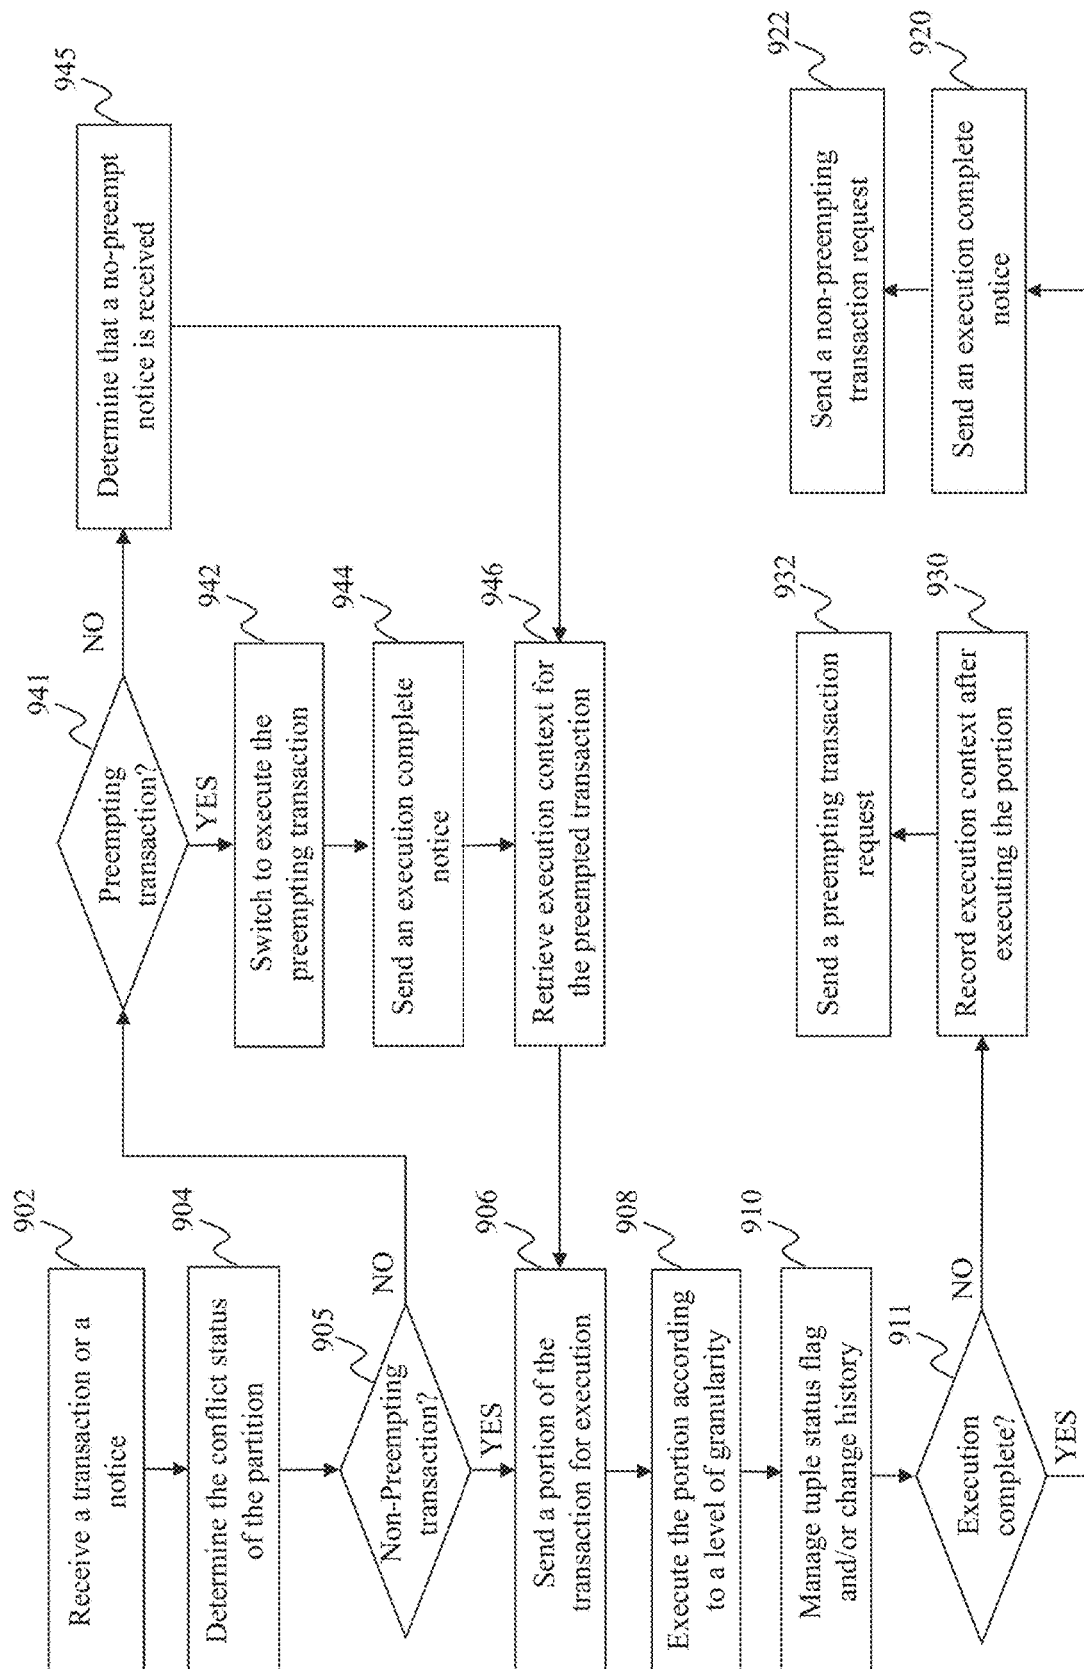 902
Receive a transaction or a
notice
904
Determine the conflict status
of the partition
905
Non-Preempting
transaction?
NO
YES
906
Send a portion of the
transaction for execution
908
Execute the portion according
to a level of granularity
910
Manage tuple status flag
and/or change history
911
Execution
complete?
NO
YES
941
Preempting
transaction?
NO
YES
942
Switch to execute the
preempting transaction
944
Send an execution complete
notice
946
Retrieve execution context for
the preempted transaction
945
Determine that a no-preempt
notice is received
932
Send a preempting transaction
request
930
Record execution context after
executing the portion
922
Send a non-preempting
transaction request
920
Send an execution complete
notice